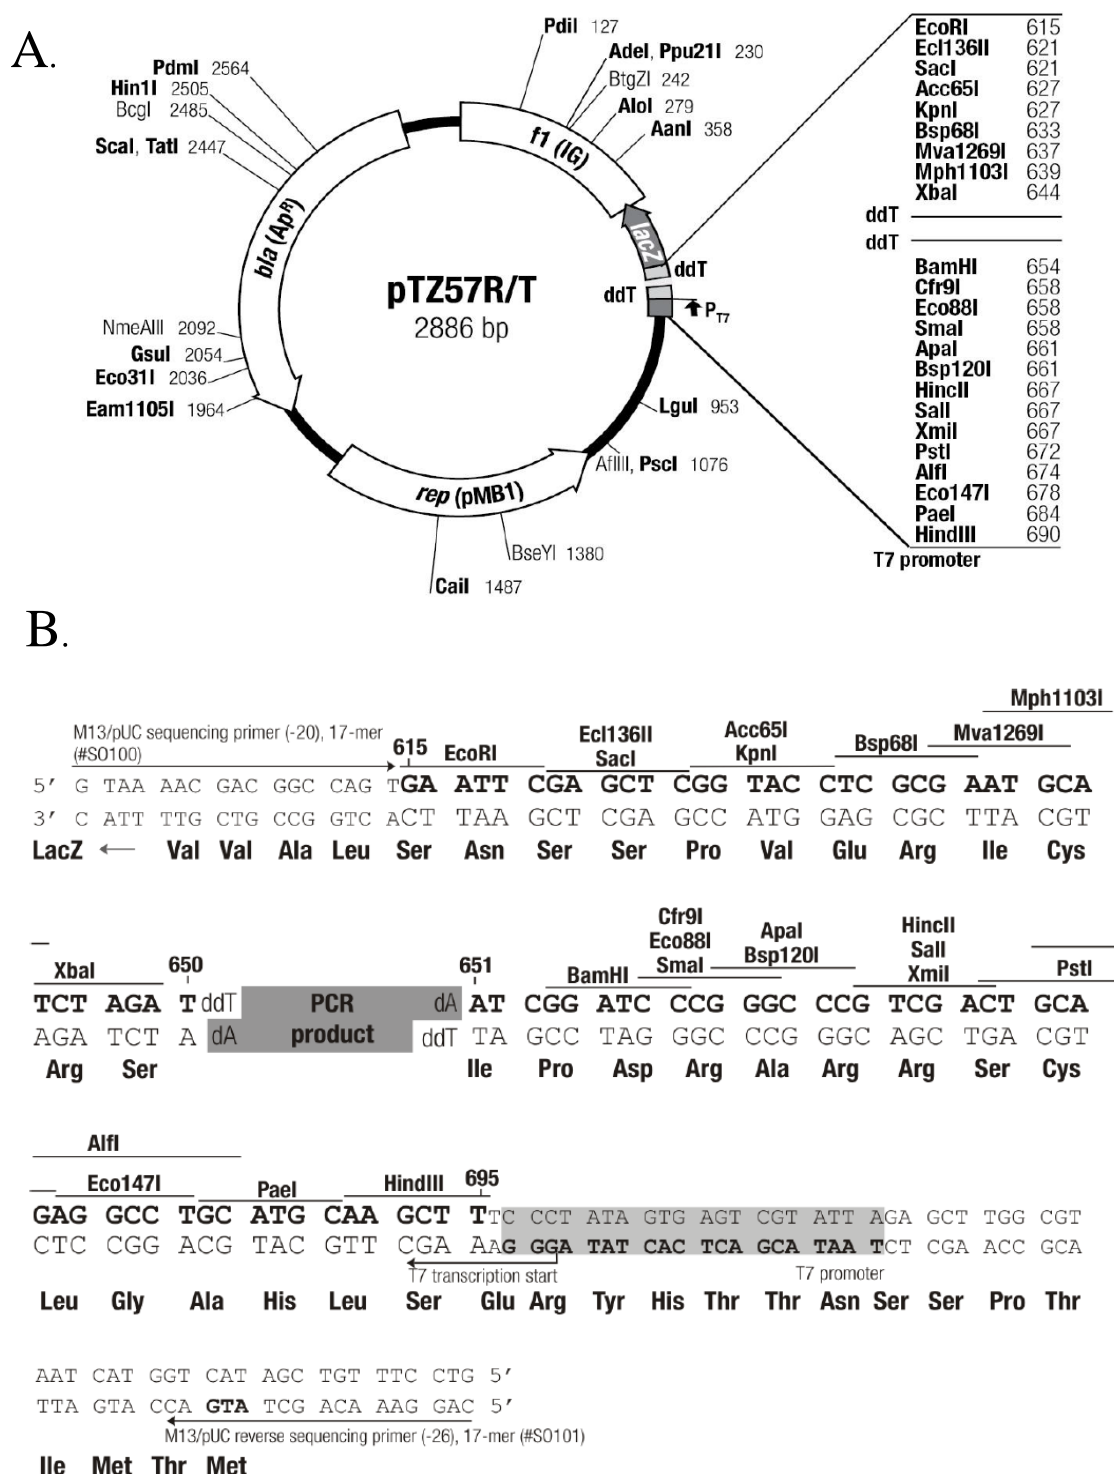 A.
PdiI 127
AdeI, Ppu21I 230
BtgZI 242
AloI 279
AanI 358
PdmI 2564
Hin1I 2505
BcgI 2485
ScaI, TatI 2447
f1 (IG)
bla (ApR)
lacZ
ddT
ddT
PT7
pTZ57R/T
2886 bp
NmeAIII 2092
GsuI 2054
Eco31I 2036
Eam1105I 1964
LguI 953
AflIII, PscI 1076
rep (pMB1)
BseYI 1380
CaiI 1487
EcoRI 615
Ecl136II 621
SacI 621
Acc65I 627
KpnI 627
Bsp68I 633
Mva1269I 637
Mph1103I 639
XbaI 644
ddT
ddT
BamHI 654
Cfr9I 658
Eco88I 658
SmaI 658
ApaI 661
Bsp120I 661
HincII 667
SalI 667
XmiI 667
PstI 672
AlfI 674
Eco147I 678
PaeI 684
HindIII 690
T7 promoter
B.
Mph1103I
M13/pUC sequencing primer (-20), 17-mer
(#SO100)
615 EcoRI
Ecl136II
SacI
Acc65I
KpnI
Bsp68I
Mva1269I
5′ G TAA AAC GAC GGC CAG TGA ATT CGA GCT CGG TAC CTC GCG AAT GCA
3′ C ATT TTG CTG CCG GTC ACT TAA GCT CGA GCC ATG GAG CGC TTA CGT
LacZ ← Val Val Ala Leu Ser Asn Ser Ser Pro Val Glu Arg Ile Cys
Cfr9I
Eco88I
SmaI
ApaI
Bsp120I
HincII
SalI
XmiI
XbaI 650 651 BamHI PstI
TCT AGA T ddT PCR dA AT CGG ATC CCG GGC CCG TCG ACT GCA
AGA TCT A dA product ddT TA GCC TAG GGC CCG GGC AGC TGA CGT
Arg Ser Ile Pro Asp Arg Ala Arg Arg Ser Cys
AlfI
Eco147I PaeI HindIII 695
GAG GCC TGC ATG CAA GCT TTC CCT ATA GTG AGT CGT ATTA GA GCT TGG CGT
CTC CGG ACG TAC GTT CGA AAG GGA TAT CAC TCA GCA TAAT CT CGA ACC GCA
T7 transcription start T7 promoter
Leu Gly Ala His Leu Ser Glu Arg Tyr His Thr Thr Asn Ser Ser Pro Thr
AAT CAT GGT CAT AGC TGT TTC CTG 5′
TTA GTA CCA GTA TCG ACA AAG GAC 5′
M13/pUC reverse sequencing primer (-26), 17-mer (#SO101)
Ile Met Thr Met